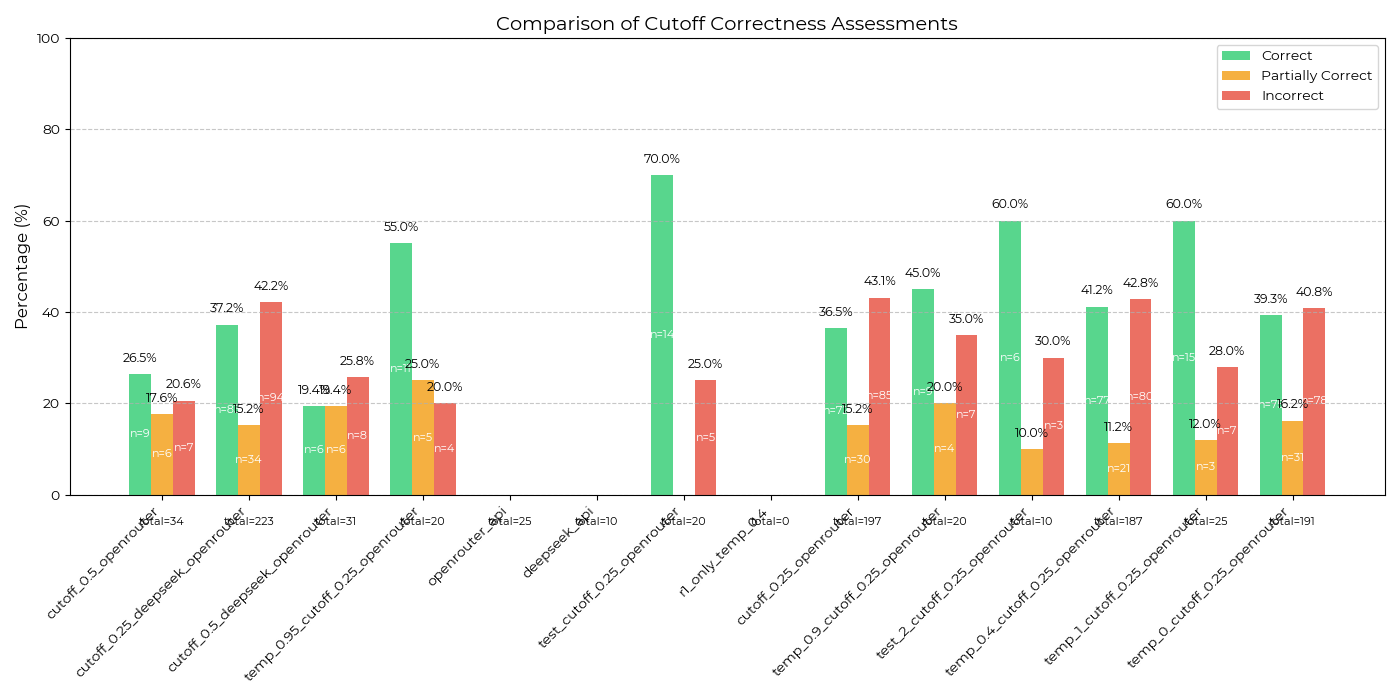 Comparison of Cutoff Correctness Assessments
Correct
Partially Correct
Incorrect
Percentage (%)
100
80
60
40
20
0
26.5%
17.6%
20.6%
37.2%
15.2%
42.2%
19.4%
19.4%
25.8%
55.0%
25.0%
20.0%
70.0%
25.0%
36.5%
15.2%
43.1%
45.0%
20.0%
35.0%
60.0%
10.0%
30.0%
41.2%
11.2%
42.8%
60.0%
12.0%
28.0%
39.3%
16.2%
40.8%
n=9
n=6
n=7
n=34
n=94
n=6
n=6
n=8
n=5
n=4
n=14
n=5
n=30
n=85
n=9
n=4
n=7
n=6
n=3
n=77
n=21
n=80
n=15
n=3
n=7
n=31
n=78
total=34
total=223
total=31
total=20
total=25
total=10
total=20
total=0
total=197
total=20
total=10
total=187
total=25
total=191
cutoff_0.5_openrouter
cutoff_0.25_deepseek_openrouter
cutoff_0.5_deepseek_openrouter
temp_0.95_cutoff_0.25_openrouter
openrouter_api
deepseek_api
test_cutoff_0.25_openrouter
r1_only_temp_0.4
cutoff_0.25_openrouter
temp_0.9_cutoff_0.25_openrouter
test_2_cutoff_0.25_openrouter
temp_0.4_cutoff_0.25_openrouter
temp_1_cutoff_0.25_openrouter
temp_0_cutoff_0.25_openrouter